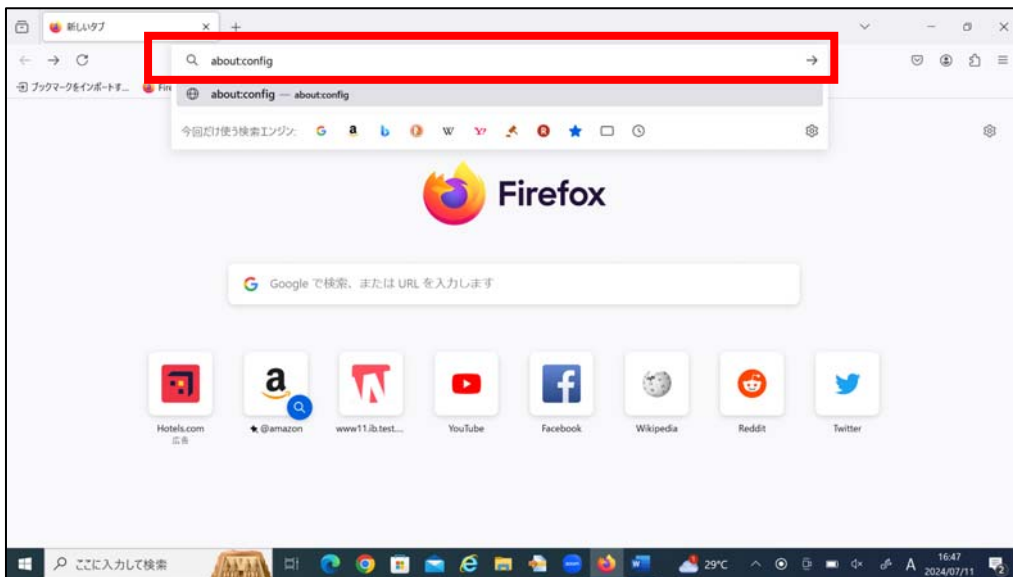 新しいタブ
about:config
ブックマークをインポートす...
Fire
about:config — about:config
今回だけ使う検索エンジン:
Firefox
Google で検索、または URL を入力します
Hotels.com
広告
@amazon
www11.ib.test...
YouTube
Facebook
Wikipedia
Reddit
Twitter
ここに入力して検索
29°C
A
16:47
2024/07/11
2